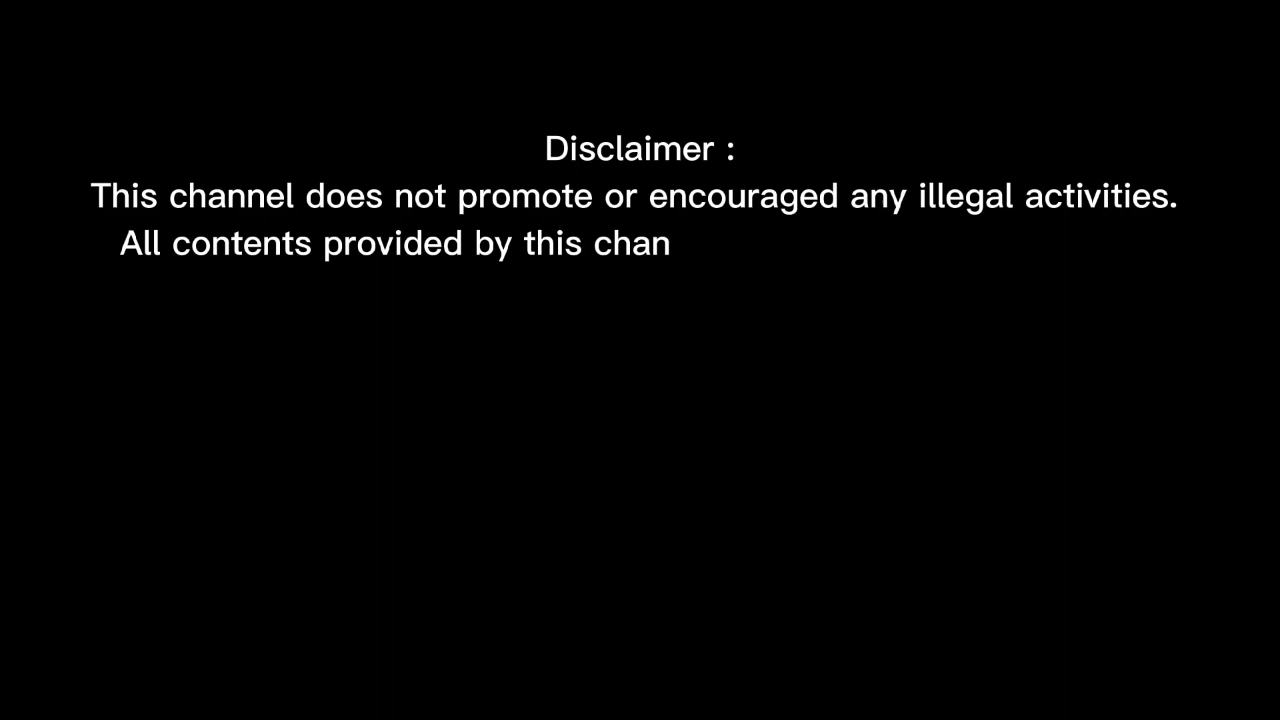 Disclaimer :
This channel does not promote or encouraged any illegal activities.
All contents provided by this chan